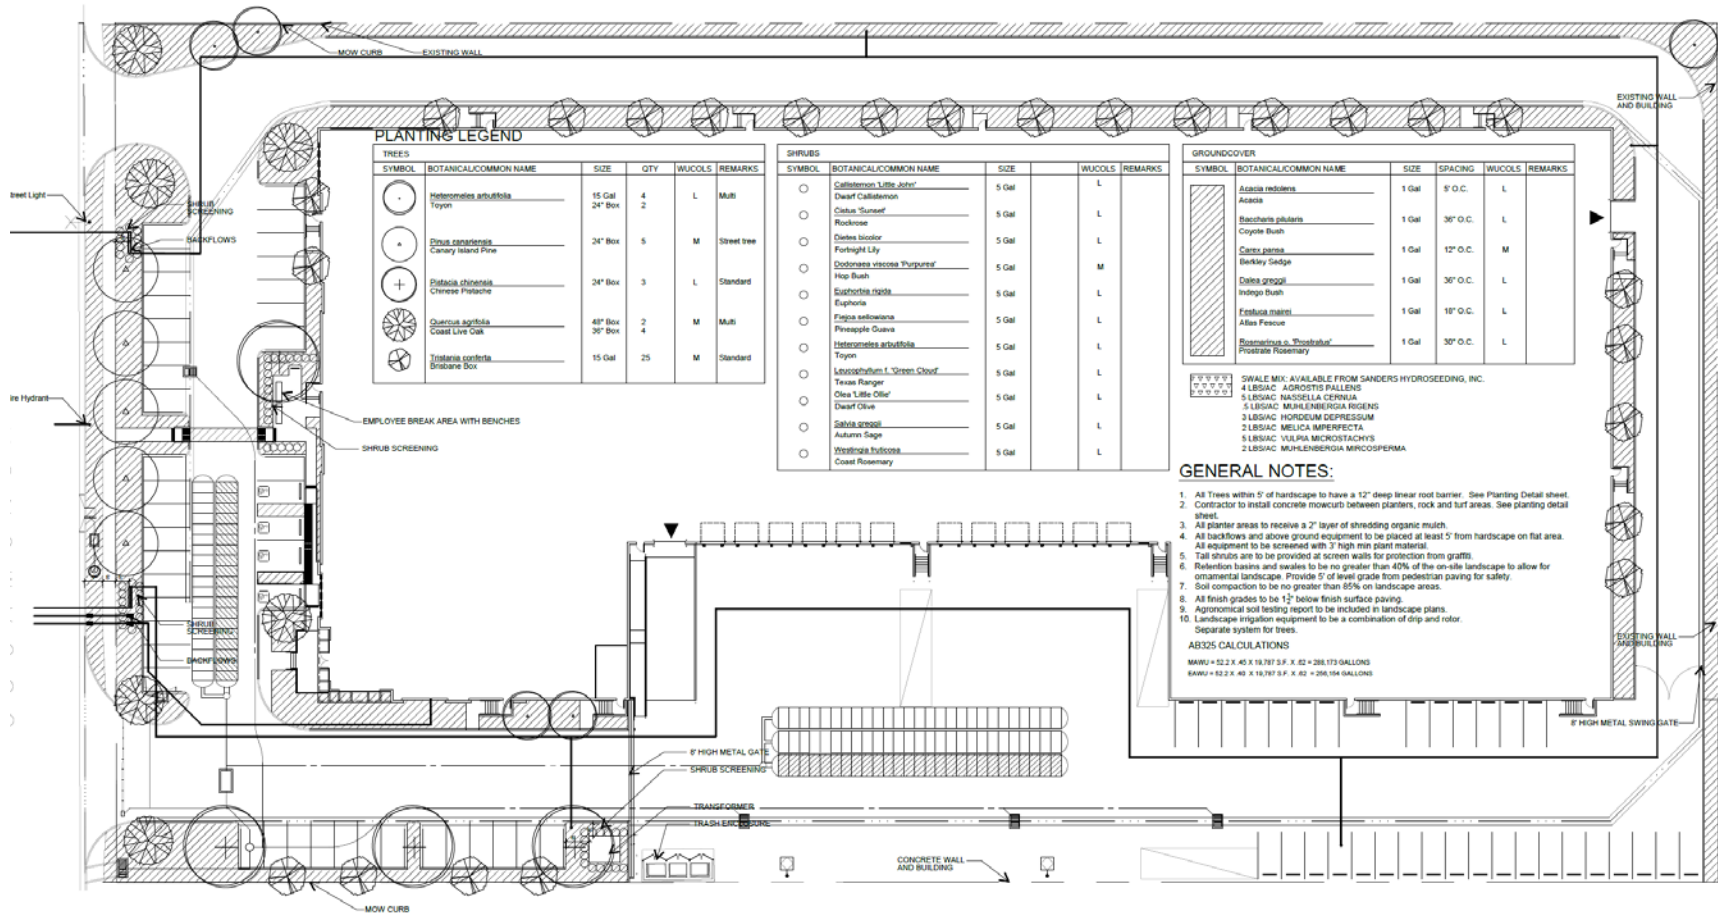 MOW CURB
EXISTING WALL
EXISTING WALL
AND BUILDING
treet Light
SHRUB
SCREENING
BACKFLOWS
ire Hydrant
PLANTING LEGEND
TREES
SYMBOL BOTANICAL/COMMON NAME SIZE QTY WUCOLS REMARKS
Heteromeles arbutifolia 15 Gal 4 L Multi
Toyon 24" Box 2
Pinus canariensis 24" Box 5 M Street tree
Canary Island Pine
Pistacia chinensis 24" Box 3 L Standard
Chinese Pistache
Quercus agrifolia 48" Box 2 M Multi
Coast Live Oak 36" Box 4
Tristania conferta 15 Gal 25 M Standard
Brisbane Box
SHRUBS
SYMBOL BOTANICAL/COMMON NAME SIZE WUCOLS REMARKS
Callistemon 'Little John' 5 Gal L
Dwarf Callistemon
Cistus 'Sunset' 5 Gal L
Rockrose
Dietes bicolor 5 Gal L
Fortnight Lily
Dodonaea viscosa 'Purpurea' 5 Gal M
Hop Bush
Euphorbia rigida 5 Gal L
Euphoria
Fiejoa sellowiana 5 Gal L
Pineapple Guava
Heteromeles arbutifolia 5 Gal L
Toyon
Leucophyllum f. 'Green Cloud' 5 Gal L
Texas Ranger
Olea 'Little Ollie' 5 Gal L
Dwarf Olive
Salvia greggii 5 Gal L
Autumn Sage
Westingia fruticosa 5 Gal L
Coast Rosemary
GROUNDCOVER
SYMBOL BOTANICAL/COMMON NAME SIZE SPACING WUCOLS REMARKS
Acacia redolens 1 Gal 5' O.C. L
Acacia
Baccharis pilularis 1 Gal 36" O.C. L
Coyote Bush
Carex pansa 1 Gal 12" O.C. M
Berkley Sedge
Dalea greggii 1 Gal 36" O.C. L
Indego Bush
Festuca mairei 1 Gal 18" O.C. L
Atlas Fescue
Rosmarinus o. 'Prostratus' 1 Gal 30" O.C. L
Prostrate Rosemary
SWALE MIX: AVAILABLE FROM SANDERS HYDROSEEDING, INC.
4 LBS/AC AGROSTIS PALLENS
5 LBS/AC NASSELLA CERNUA
.5 LBS/AC MUHLENBERGIA RIGENS
3 LBS/AC HORDEUM DEPRESSUM
2 LBS/AC MELICA IMPERFECTA
5 LBS/AC VULPIA MICROSTACHYS
2 LBS/AC MUHLENBERGIA MIRCOSPERMA
EMPLOYEE BREAK AREA WITH BENCHES
SHRUB SCREENING
GENERAL NOTES:
1. All Trees within 5' of hardscape to have a 12" deep linear root barrier. See Planting Detail sheet.
2. Contractor to install concrete mowcurb between planters, rock and turf areas. See planting detail
sheet.
3. All planter areas to receive a 2" layer of shredding organic mulch.
4. All backflows and above ground equipment to be placed at least 5' from hardscape on flat area.
All equipment to be screened with 3' high min plant material.
5. Tall shrubs are to be provided at screen walls for protection from graffiti.
6. Retention basins and swales to be no greater than 40% of the on-site landscape to allow for
ornamental landscape. Provide 5' of level grade from pedestrian paving for safety.
7. Soil compaction to be no greater than 85% on landscape areas.
8. All finish grades to be 1½" below finish surface paving.
9. Agronomical soil testing report to be included in landscape plans.
10. Landscape irrigation equipment to be a combination of drip and rotor.
Separate system for trees.
AB325 CALCULATIONS
MAWU = 52.2 X .45 X 19,787 S.F. X .62 = 288,173 GALLONS
EAWU = 52.2 X .40 X 19,787 S.F. X .62 = 256,154 GALLONS
SHRUB
SCREENING
BACKFLOWS
EXISTING WALL
AND BUILDING
8' HIGH METAL SWING GATE
8' HIGH METAL GATE
SHRUB SCREENING
TRANSFORMER
TRASH ENCLOSURE
CONCRETE WALL
AND BUILDING
MOW CURB